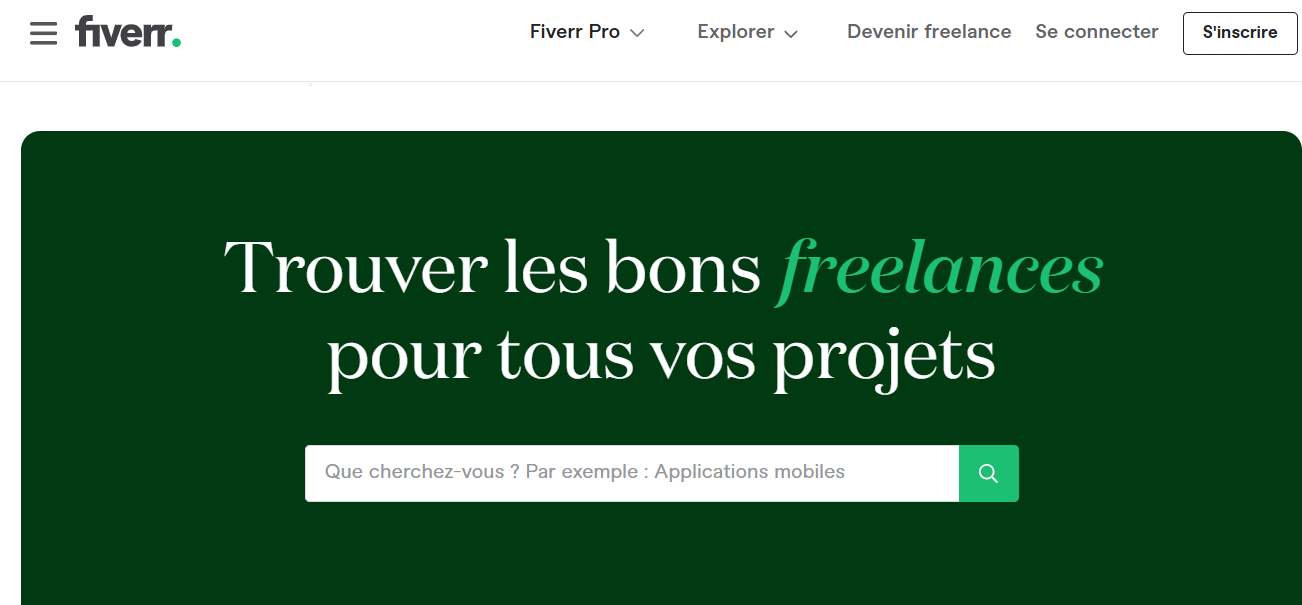 fiverr.
Fiverr Pro
Explorer
Devenir freelance
Se connecter
S'inscrire
Trouver les bons freelances
pour tous vos projets
Que cherchez-vous ? Par exemple : Applications mobiles